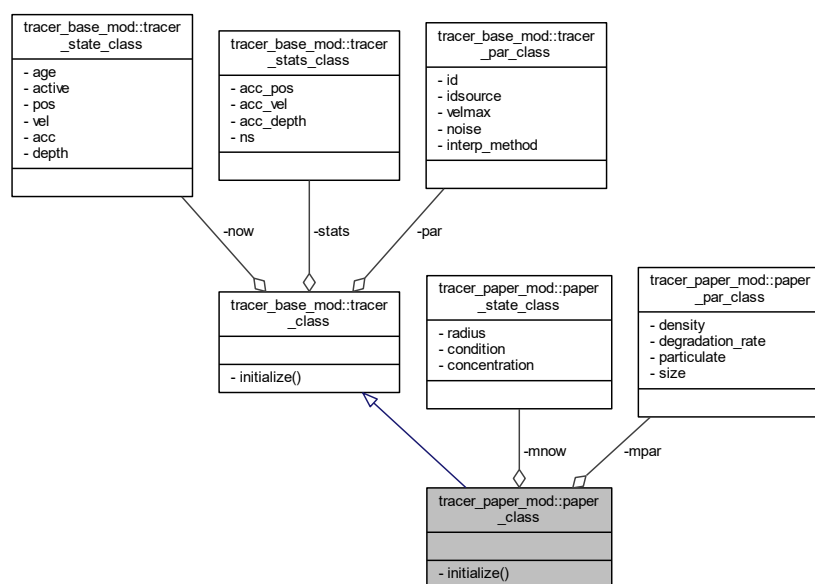 tracer_base_mod::tracer
_state_class
- age
- active
- pos
- vel
- acc
- depth
tracer_base_mod::tracer
_stats_class
- acc_pos
- acc_vel
- acc_depth
- ns
tracer_base_mod::tracer
_par_class
- id
- idsource
- velmax
- noise
- interp_method
-now
-stats
-par
tracer_base_mod::tracer
_class
- initialize()
tracer_paper_mod::paper
_state_class
- radius
- condition
- concentration
tracer_paper_mod::paper
_par_class
- density
- degradation_rate
- particulate
- size
-mnow
-mpar
tracer_paper_mod::paper
_class
- initialize()